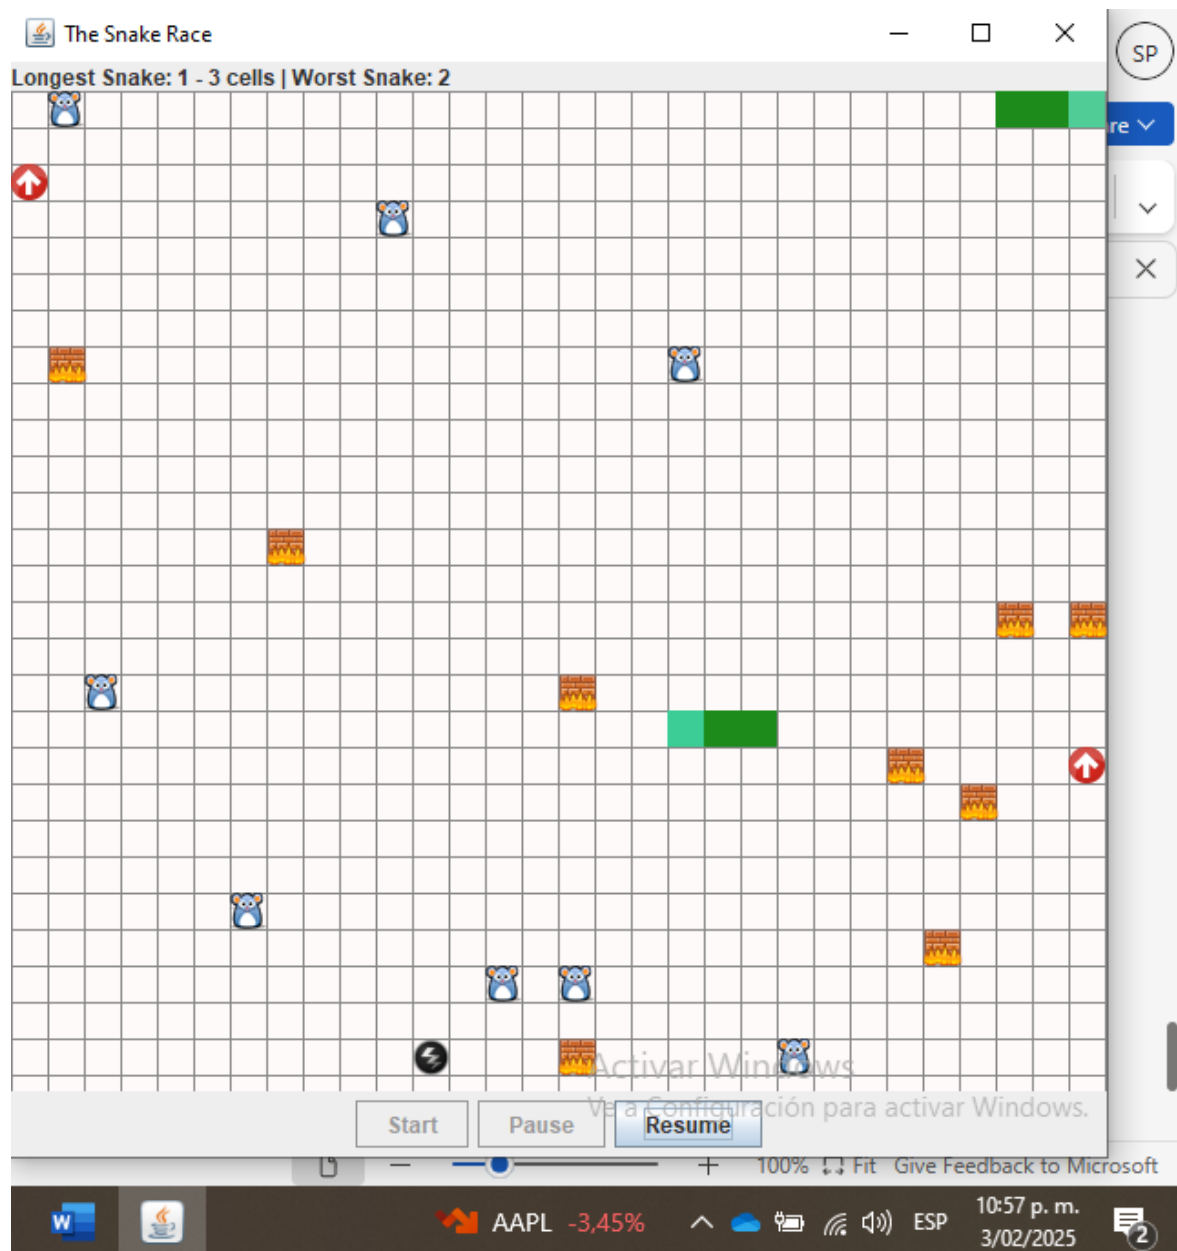 The Snake Race
SP
Longest Snake: 1 - 3 cells | Worst Snake: 2
re
Activar Windows
Ve a Configuración para activar Windows.
Start Pause Resume
100% Fit Give Feedback to Microsoft
W AAPL -3,45% ESP 10:57 p. m.
3/02/2025
2